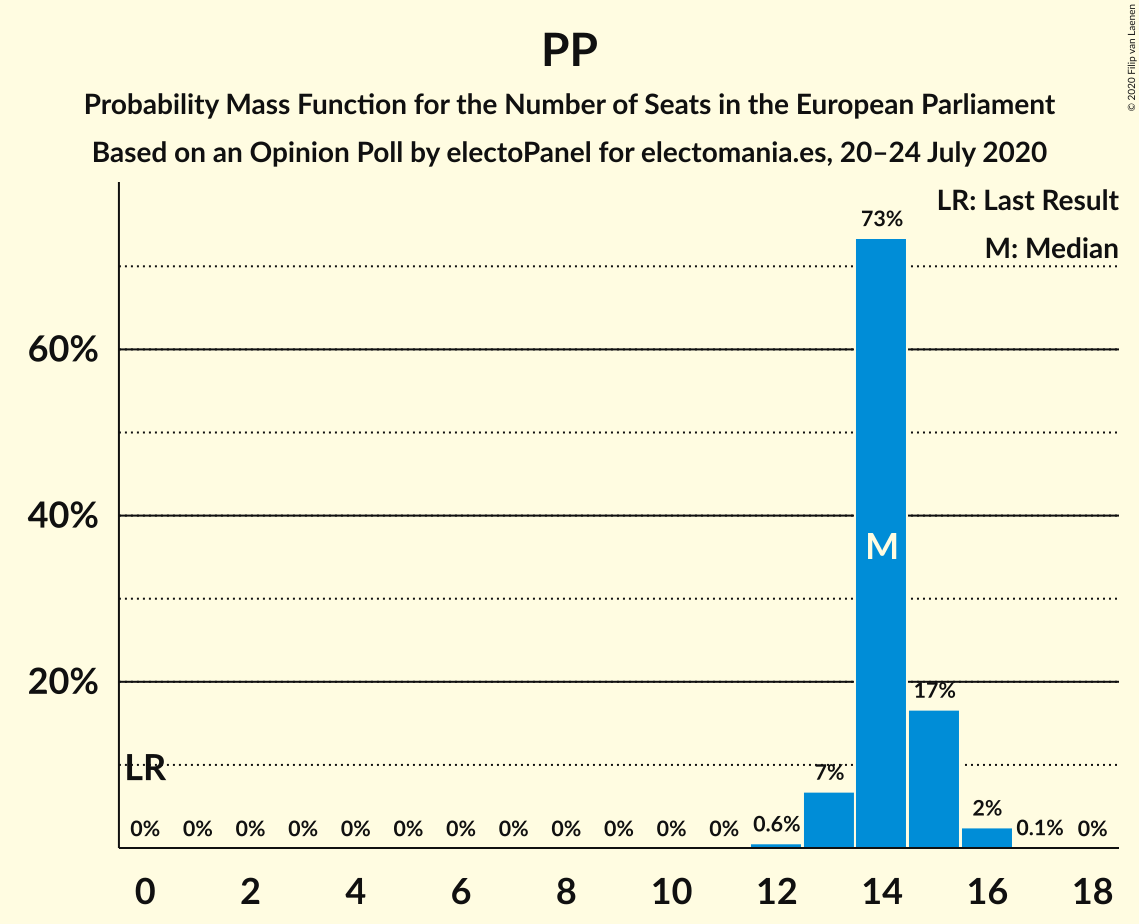 PP
Probability Mass Function for the Number of Seats in the European Parliament
Based on an Opinion Poll by electoPanel for electomania.es, 20–24 July 2020
© 2020 Filip van Laenen
LR: Last Result
M: Median
73%
60%
40%
M
20%
17%
LR
7%
2%
0% 0% 0% 0% 0% 0% 0% 0% 0% 0% 0% 0% 0.6% 0.1% 0%
0 2 4 6 8 10 12 14 16 18